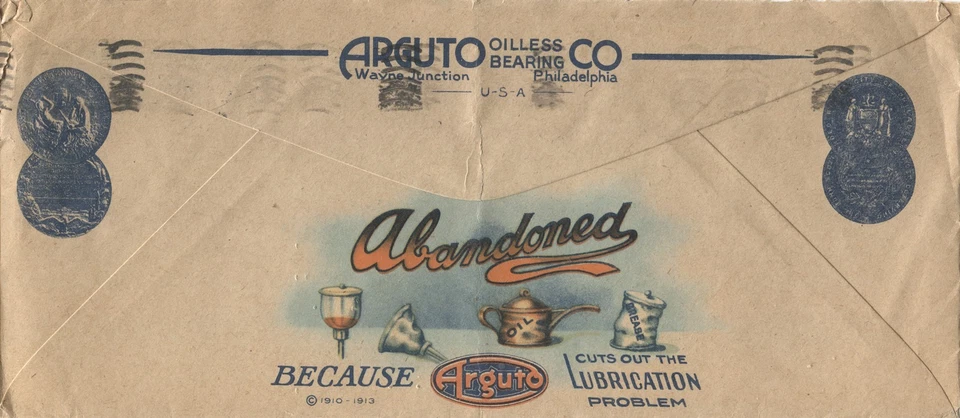 ARGUTO OILLESS BEARING CO
Wayne Junction Philadelphia
U-S-A
Abandoned
OIL
GREASE
BECAUSE Arguto CUTS OUT THE
LUBRICATION
PROBLEM
© 1910-1913